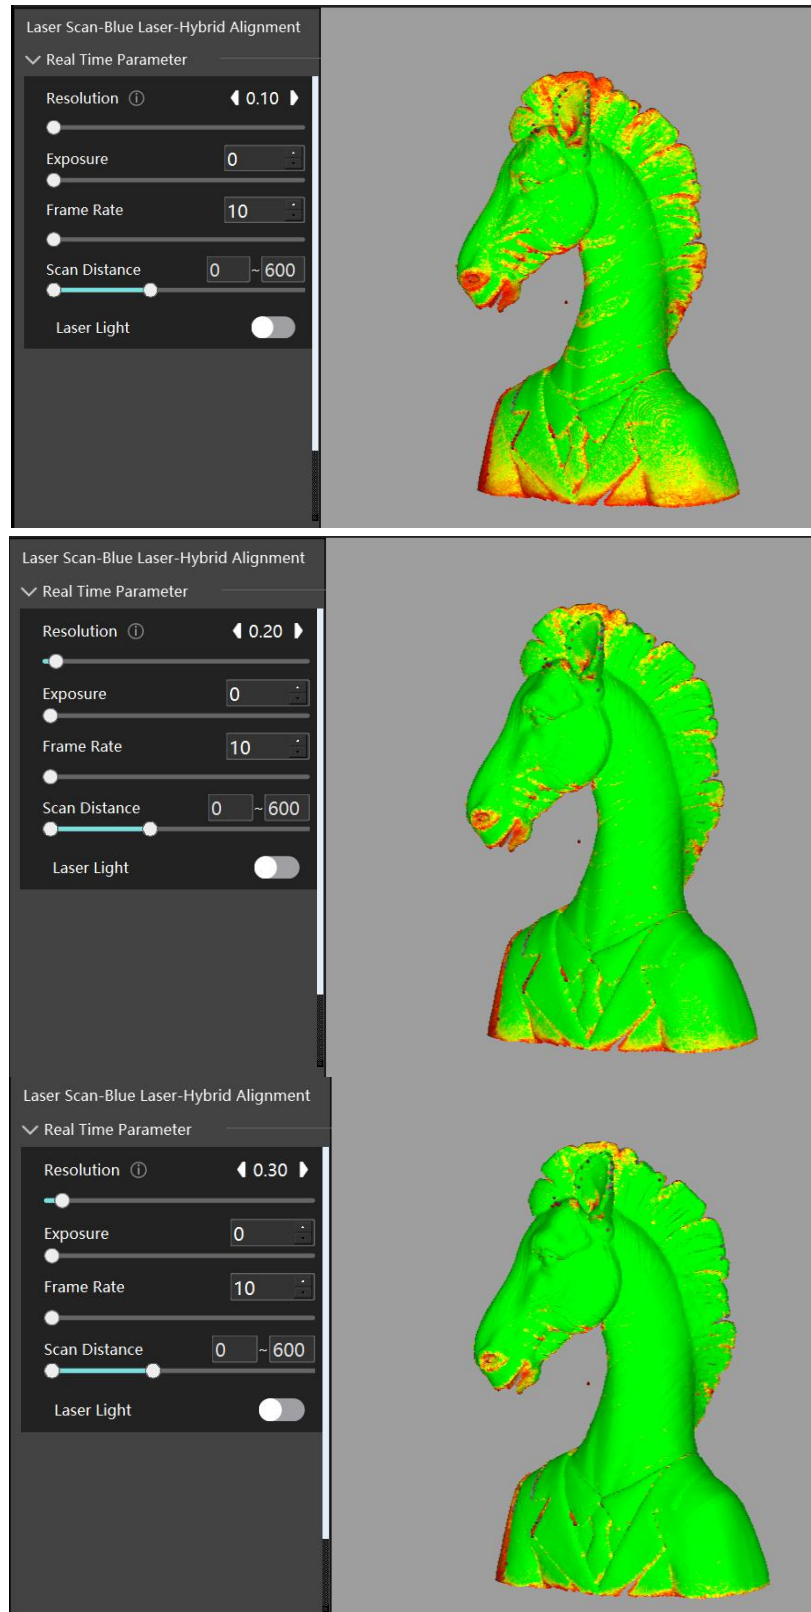 Laser Scan-Blue Laser-Hybrid Alignment
Real Time Parameter
Resolution 0.10
Exposure 0
Frame Rate 10
Scan Distance 0 ~ 600
Laser Light
Laser Scan-Blue Laser-Hybrid Alignment
Real Time Parameter
Resolution 0.20
Exposure 0
Frame Rate 10
Scan Distance 0 ~ 600
Laser Light
Laser Scan-Blue Laser-Hybrid Alignment
Real Time Parameter
Resolution 0.30
Exposure 0
Frame Rate 10
Scan Distance 0 ~ 600
Laser Light